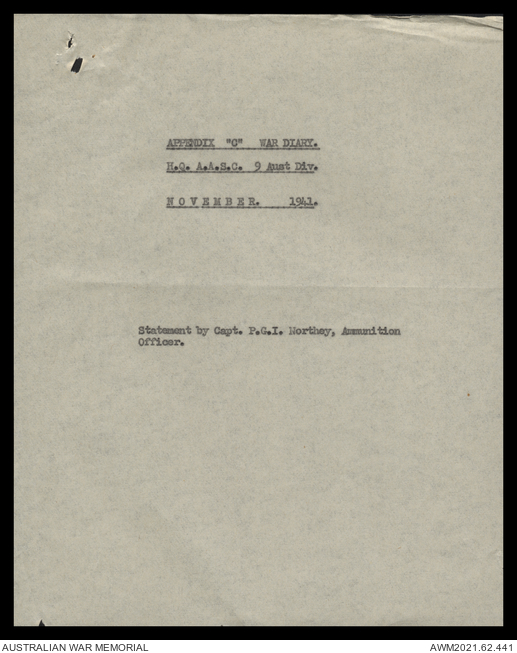 APPENDIX "C" WAR DIARY.
H.Q. A.A.S.C. 9 Aust Div.
N O V E M B E R. 1941.
Statement by Capt. P.G.I. Northey, Ammunition
Officer.
AUSTRALIAN WAR MEMORIAL
AWM2021.62.441